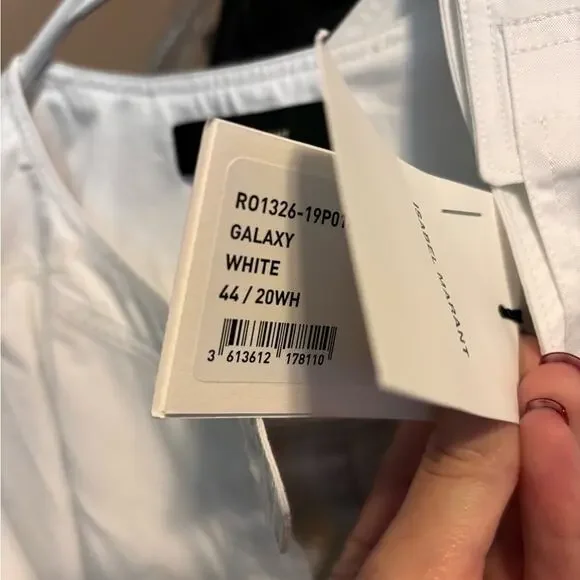 R01326-19P01
GALAXY
WHITE
44 / 20WH
3 613612 178110
ISABEL MARANT